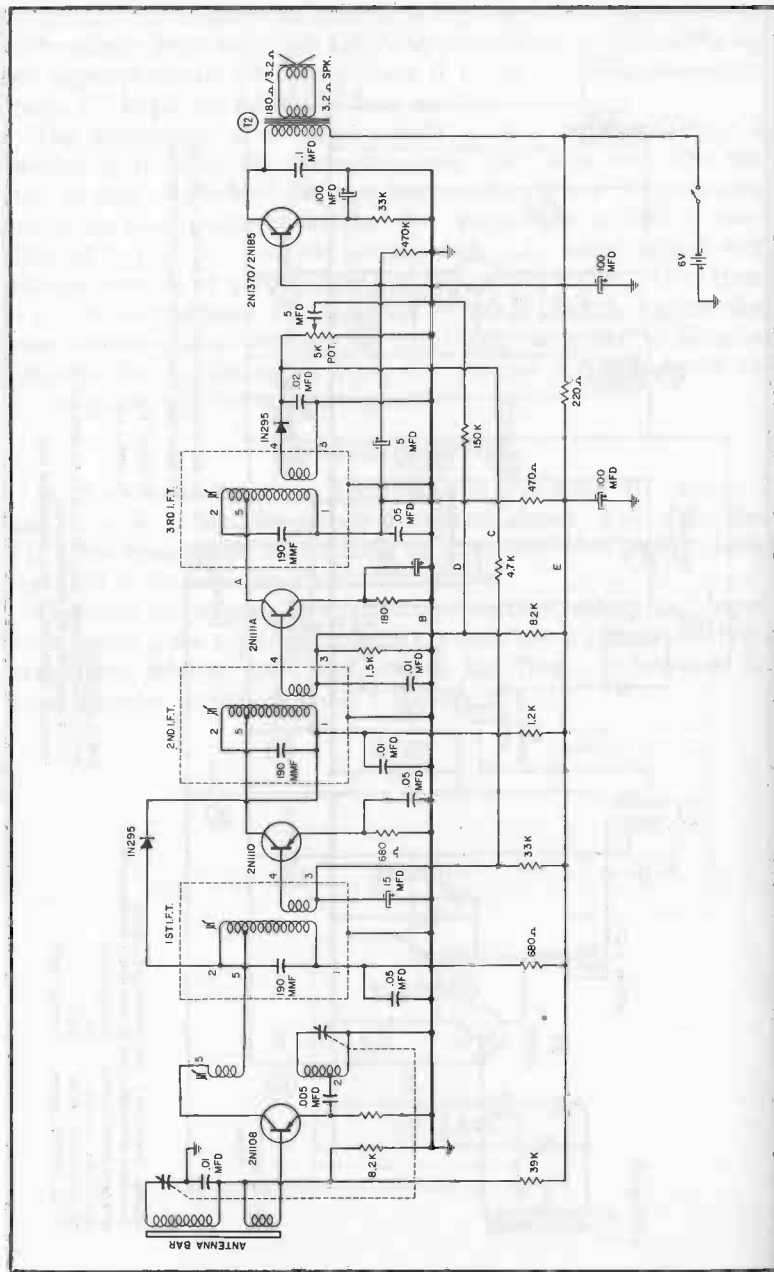 ANTENNA BAR
.01
MFD
2N1108
8.2K
39K
.005
MFD
5
2
1ST I.F.T.
2
5
190
MMF
1
.05
MFD
680Ω
1N295
4
3
15
MFD
2N1110
680
Ω
.05
MFD
33K
2ND I.F.T.
2
5
190
MMF
1
.01
MFD
1.2K
4
3
1.5K
.01
MFD
8.2K
2N1111A
A
180
B
3RD I.F.T.
2
5
190
MMF
1
.05
MFD
4
3
1N295
.02
MFD
5K
POT.
5
MFD
5
MFD
150K
D
C
4.7K
E
470Ω
100
MFD
220Ω
2N1370/2N185
470K
33K
100
MFD
.1
MFD
T2
180Ω/3.2Ω
3.2Ω SPK.
100
MFD
6V